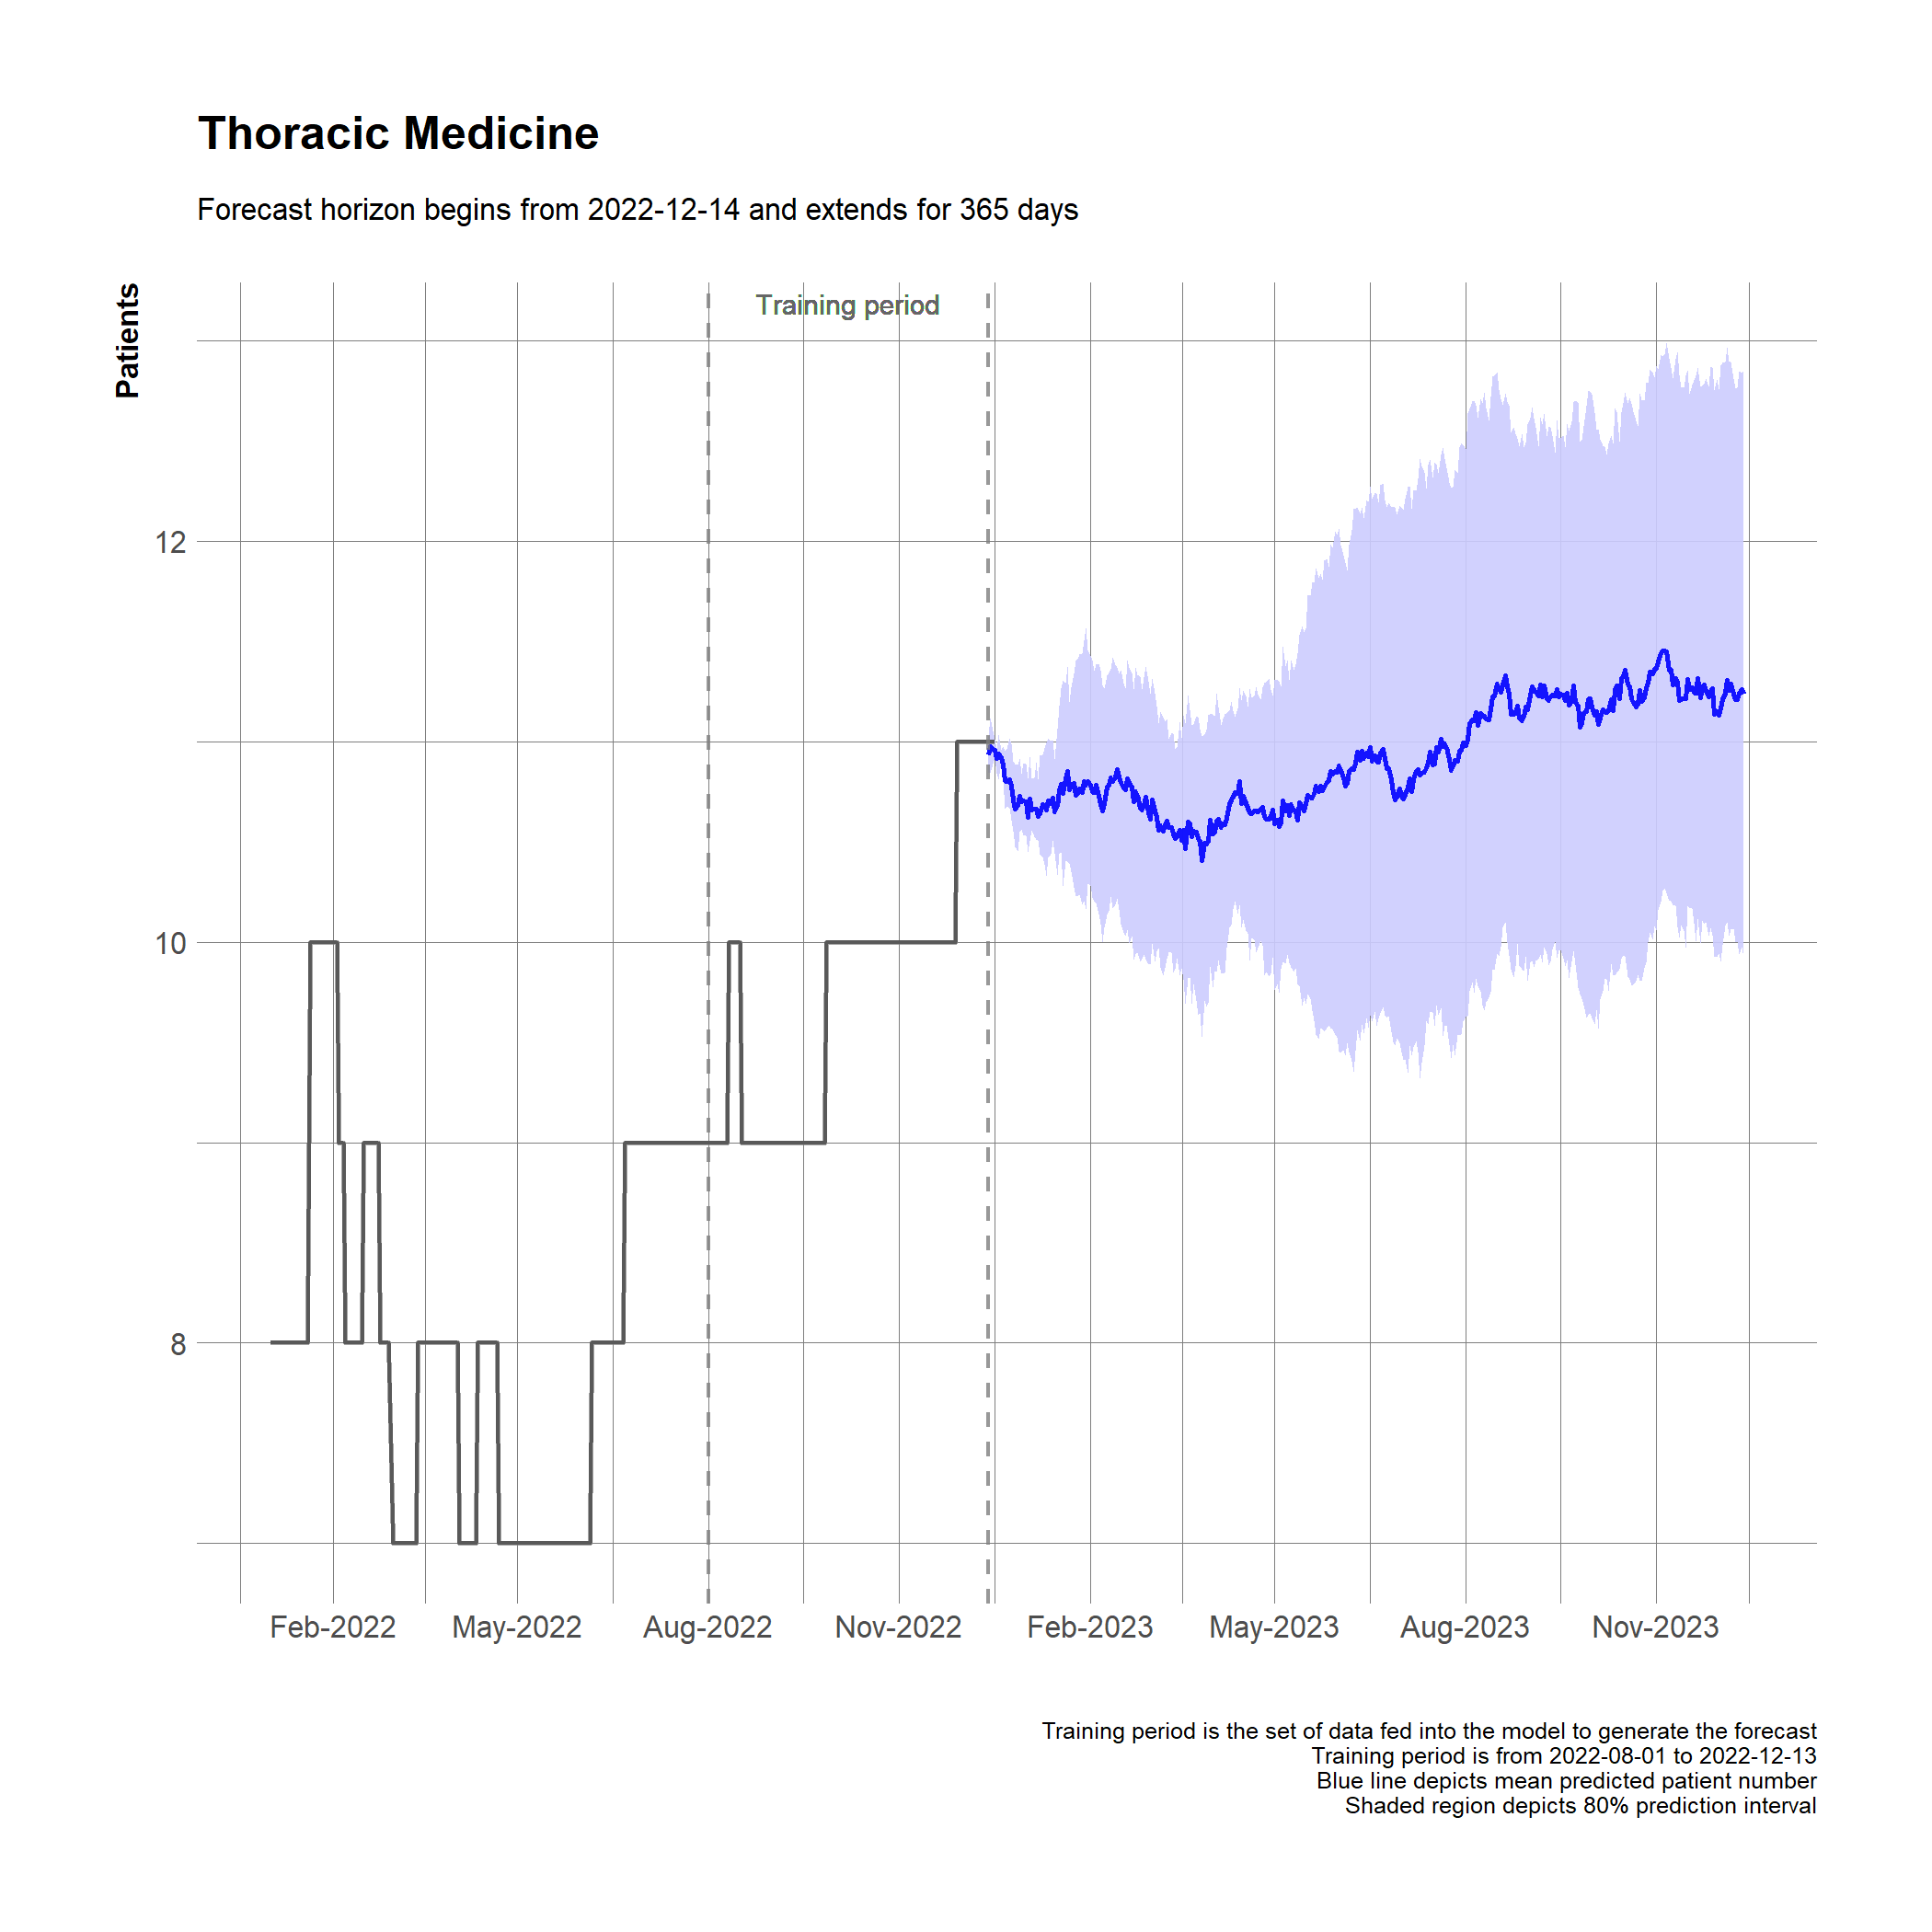 Thoracic Medicine
Forecast horizon begins from 2022-12-14 and extends for 365 days
Patients
Training period
12
10
8
Feb-2022 May-2022 Aug-2022 Nov-2022 Feb-2023 May-2023 Aug-2023 Nov-2023
Training period is the set of data fed into the model to generate the forecast
Training period is from 2022-08-01 to 2022-12-13
Blue line depicts mean predicted patient number
Shaded region depicts 80% prediction interval